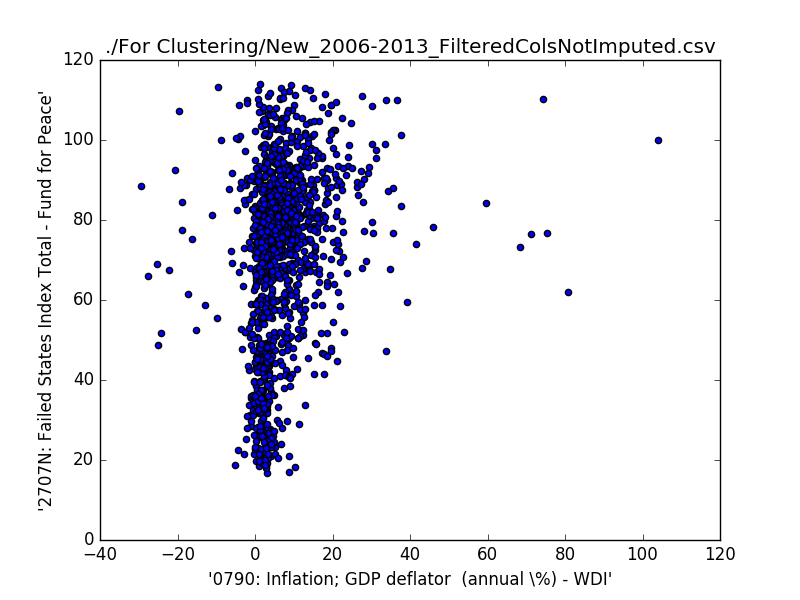 ./For Clustering/New_2006-2013_FilteredColsNotImputed.csv
120
100
80
60
40
20
0
'2707N: Failed States Index Total - Fund for Peace'
−40 −20 0 20 40 60 80 100 120
'0790: Inflation; GDP deflator  (annual \%) - WDI'